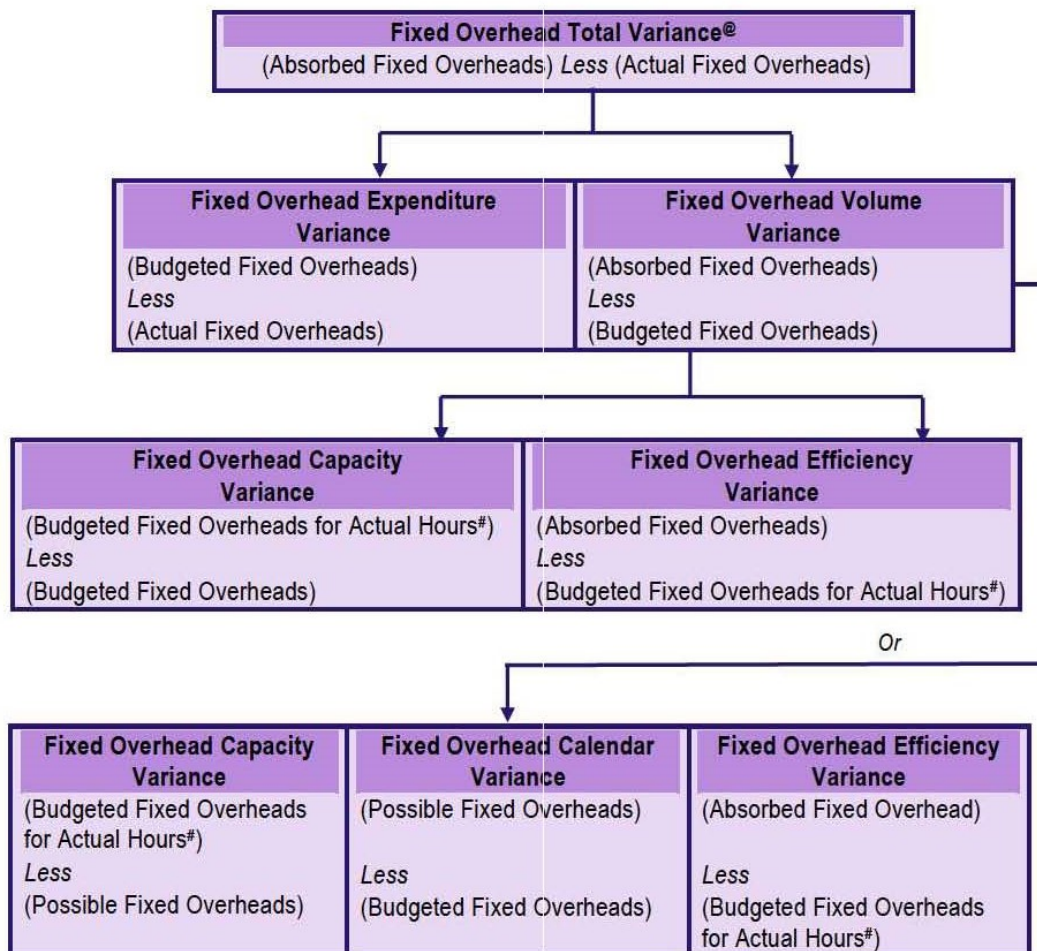 Fixed Overhead Total Variance@
(Absorbed Fixed Overheads) Less (Actual Fixed Overheads)
Fixed Overhead Expenditure
Variance
(Budgeted Fixed Overheads)
Less
(Actual Fixed Overheads)
Fixed Overhead Volume
Variance
(Absorbed Fixed Overheads)
Less
(Budgeted Fixed Overheads)
Fixed Overhead Capacity
Variance
(Budgeted Fixed Overheads for Actual Hours#)
Less
(Budgeted Fixed Overheads)
Fixed Overhead Efficiency
Variance
(Absorbed Fixed Overheads)
Less
(Budgeted Fixed Overheads for Actual Hours#)
Or
Fixed Overhead Capacity
Variance
(Budgeted Fixed Overheads
for Actual Hours#)
Less
(Possible Fixed Overheads)
Fixed Overhead Calendar
Variance
(Possible Fixed Overheads)
Less
(Budgeted Fixed Overheads)
Fixed Overhead Efficiency
Variance
(Absorbed Fixed Overhead)
Less
(Budgeted Fixed Overheads
for Actual Hours#)